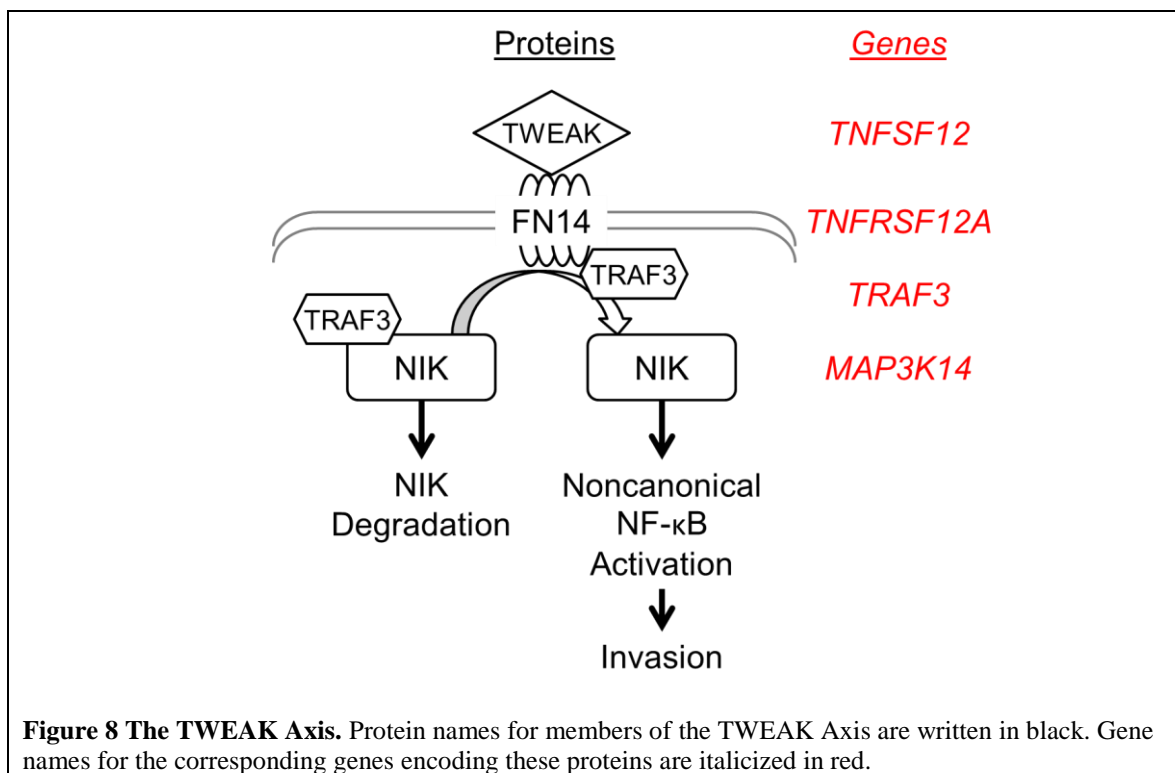 Proteins
Genes
TWEAK
TNFSF12
FN14
TNFRSF12A
TRAF3
TRAF3
TRAF3
NIK
NIK
MAP3K14
NIK
Degradation
Noncanonical
NF-κB
Activation
Invasion
Figure 8 The TWEAK Axis. Protein names for members of the TWEAK Axis are written in black. Gene
names for the corresponding genes encoding these proteins are italicized in red.